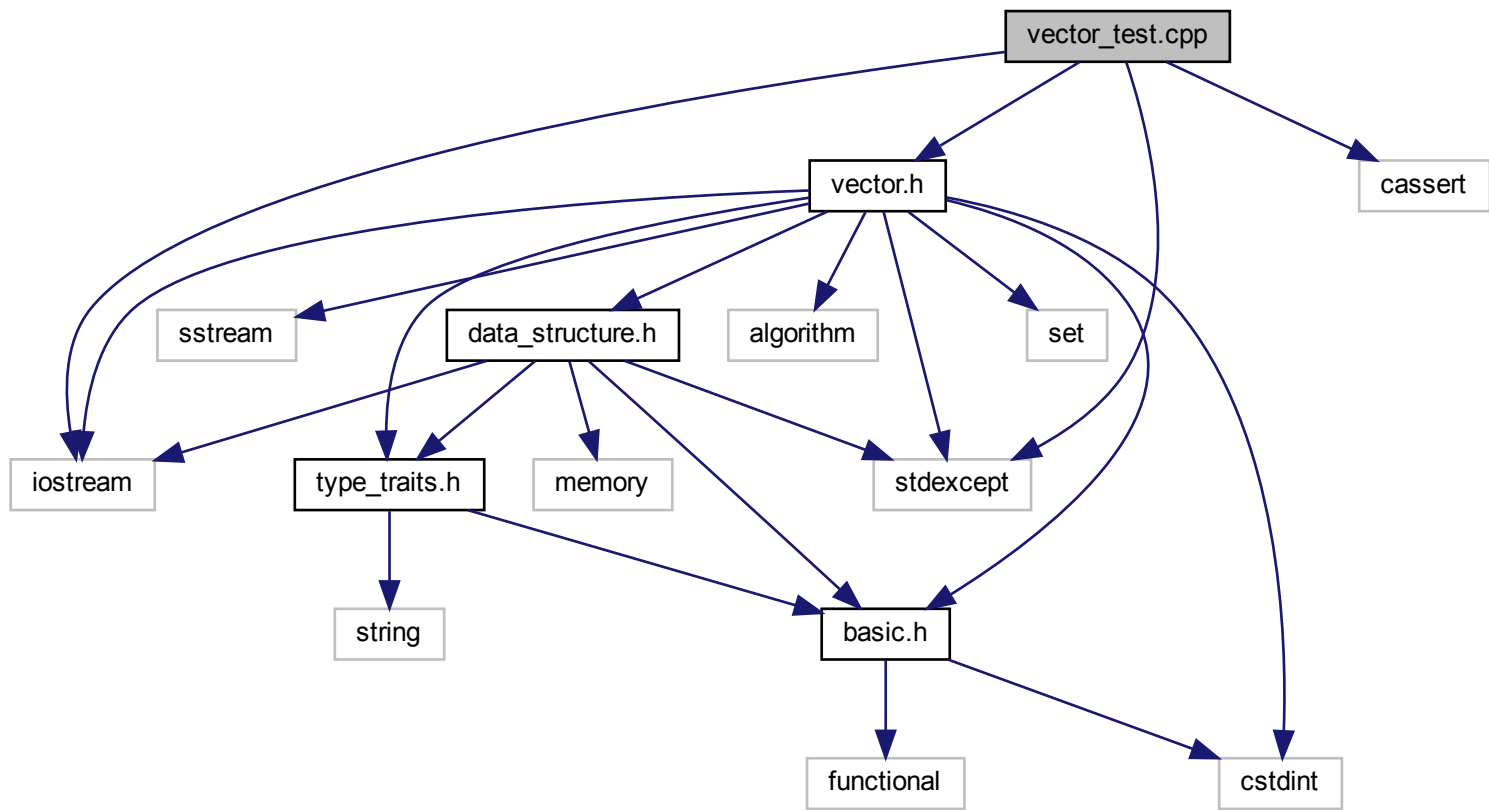 vector_test.cpp
vector.h
cassert
sstream
data_structure.h
algorithm
set
iostream
type_traits.h
memory
stdexcept
string
basic.h
functional
cstdint